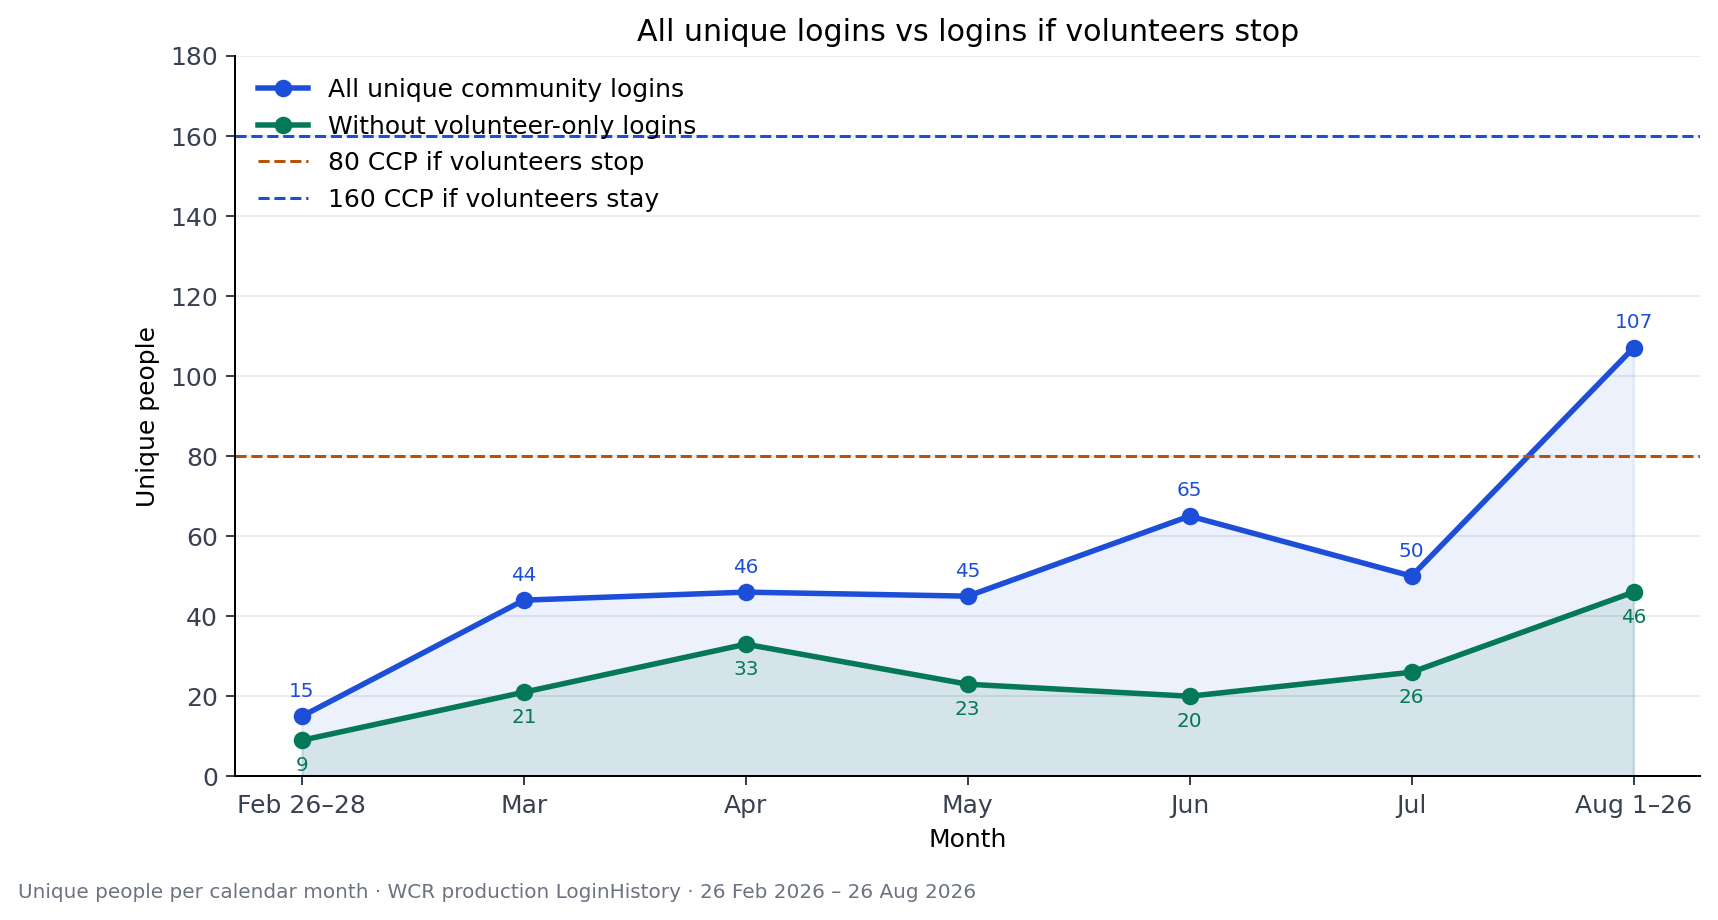 All unique logins vs logins if volunteers stop
180
160
140
120
100
80
60
40
20
0
Unique people
All unique community logins
Without volunteer-only logins
80 CCP if volunteers stop
160 CCP if volunteers stay
15
44
46
45
65
50
107
9
21
33
23
20
26
46
Feb 26–28
Mar
Apr
May
Jun
Jul
Aug 1–26
Month
Unique people per calendar month · WCR production LoginHistory · 26 Feb 2026 – 26 Aug 2026